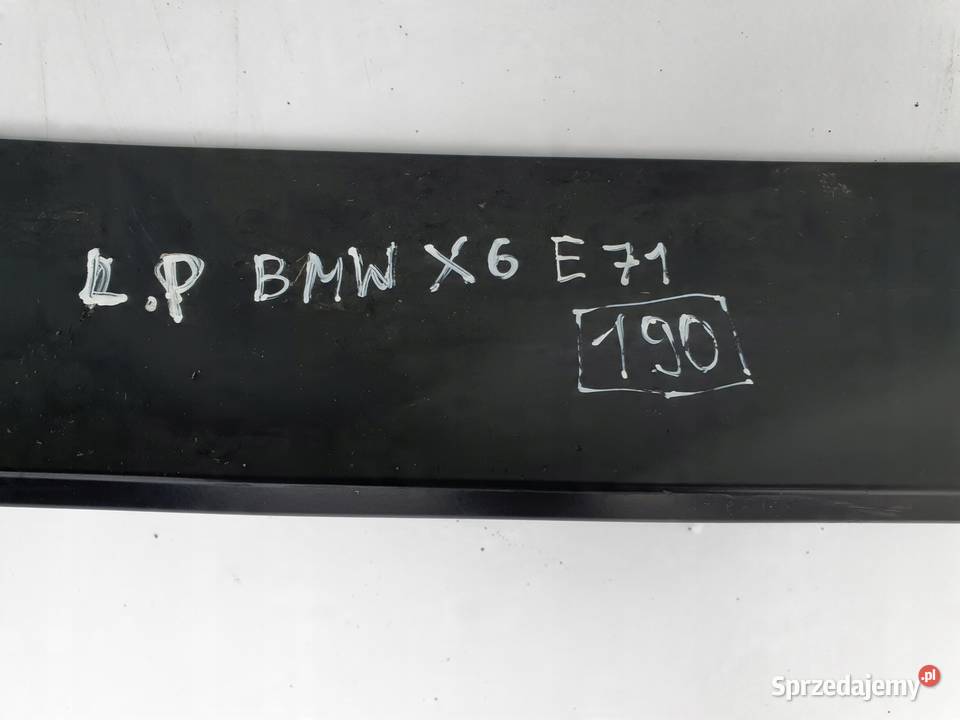 L.P BMW X6 E71
190
Sprzedajemy.pl